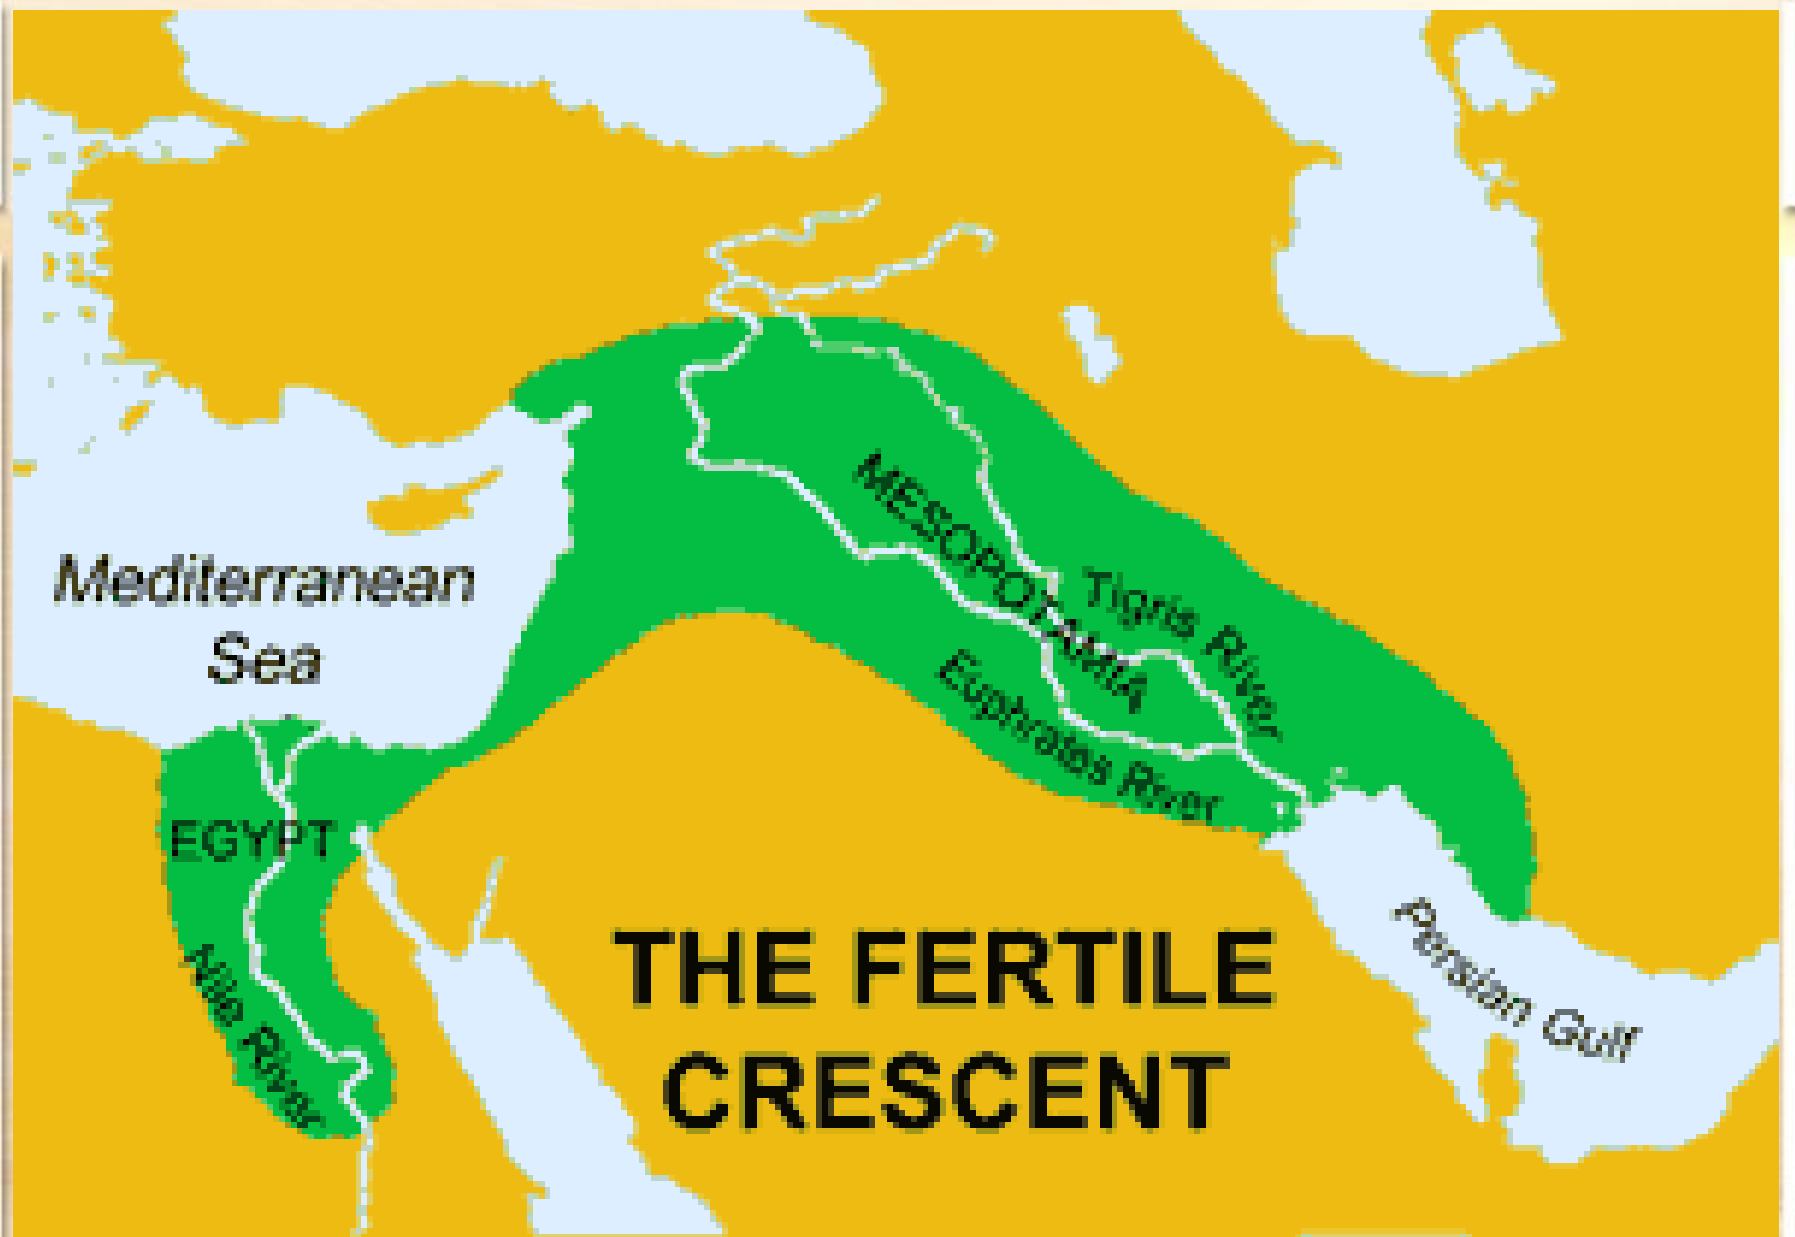 MESOPOTAMIA
Tigris River
Euphrates River
Mediterranean
Sea
EGYPT
Nile River
Persian Gulf
THE FERTILE
CRESCENT